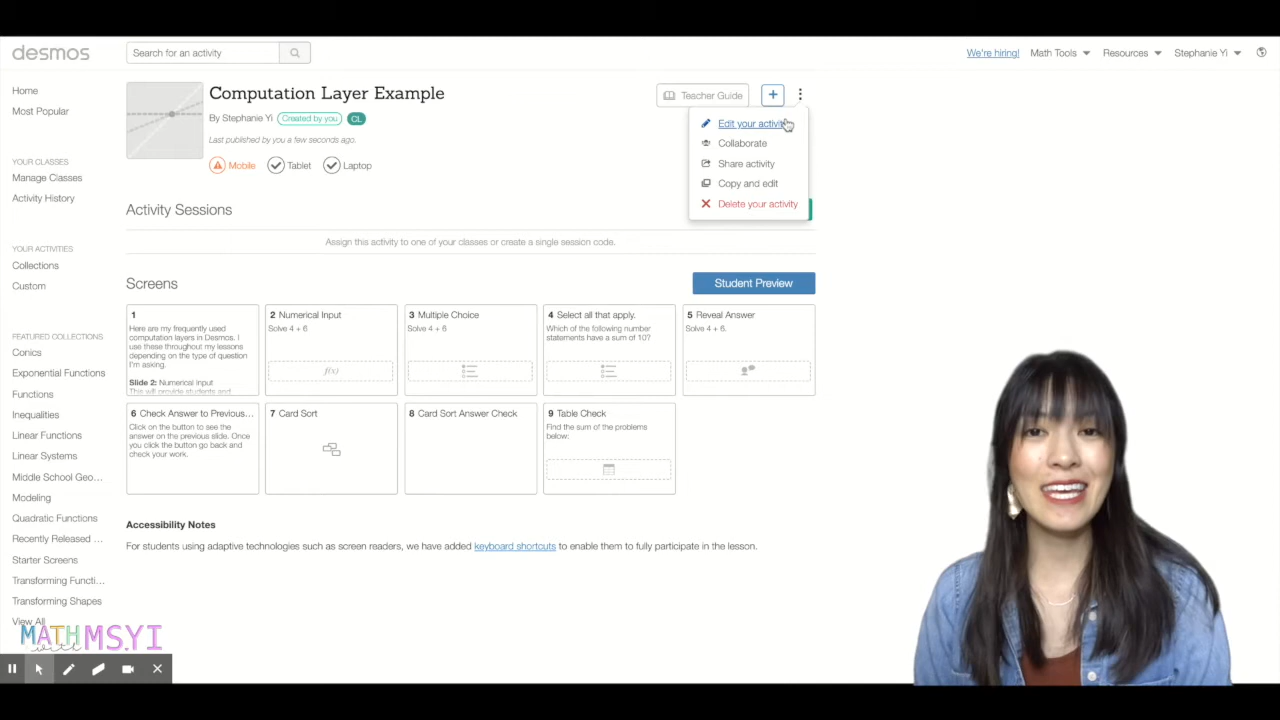 desmos
Search for an activity
We're hiring!
Math Tools
Resources
Stephanie Yi
Home
Most Popular
YOUR CLASSES
Manage Classes
Activity History
YOUR ACTIVITIES
Collections
Custom
FEATURED COLLECTIONS
Conics
Exponential Functions
Functions
Inequalities
Linear Functions
Linear Systems
Middle School Geo...
Modeling
Quadratic Functions
Recently Released ...
Starter Screens
Transforming Functi...
Transforming Shapes
View All
MATH with MS.YI
Computation Layer Example
By Stephanie Yi
Created by you
CL
Last published by you a few seconds ago.
Mobile
Tablet
Laptop
Teacher Guide
+
Edit your activity
Collaborate
Share activity
Copy and edit
Delete your activity
Activity Sessions
Assign this activity to one of your classes or create a single session code.
Screens
Student Preview
1
Here are my frequently used
computation layers in Desmos. I
use these throughout my lessons
depending on the type of question
I'm asking.
Slide 2: Numerical Input
This will provide students and
2 Numerical Input
Solve 4 + 6
f(x)
3 Multiple Choice
Solve 4 + 6
4 Select all that apply.
Which of the following number
statements have a sum of 10?
5 Reveal Answer
Solve 4 + 6.
6 Check Answer to Previous...
Click on the button to see the
answer on the previous slide. Once
you click the button go back and
check your work.
7 Card Sort
8 Card Sort Answer Check
9 Table Check
Find the sum of the problems
below:
Accessibility Notes
For students using adaptive technologies such as screen readers, we have added keyboard shortcuts to enable them to fully participate in the lesson.